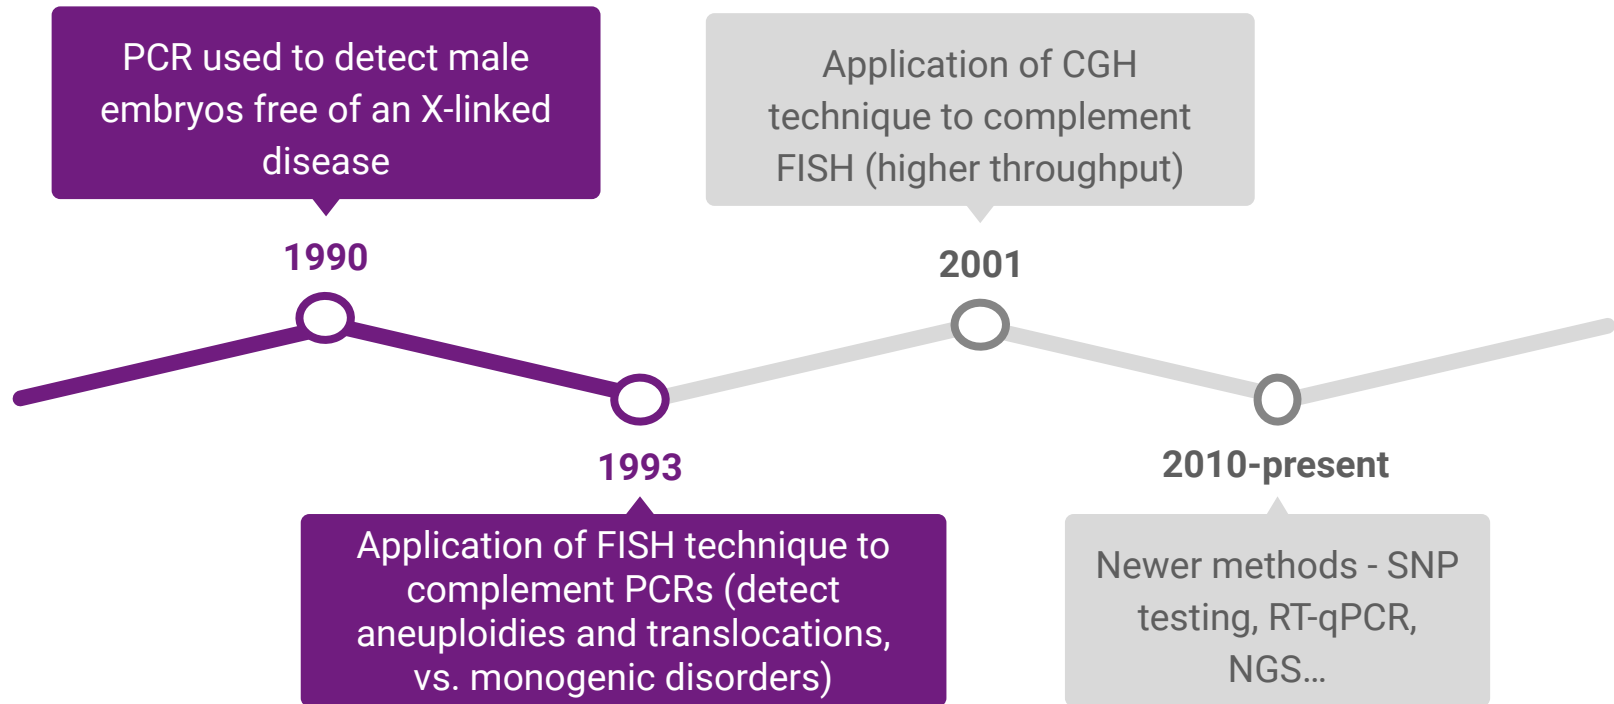 PCR used to detect male
embryos free of an X-linked
disease
1990
Application of FISH technique to
complement PCRs (detect
aneuploidies and translocations,
vs. monogenic disorders)
1993
Application of CGH
technique to complement
FISH (higher throughput)
2001
2010-present
Newer methods - SNP
testing, RT-qPCR,
NGS...